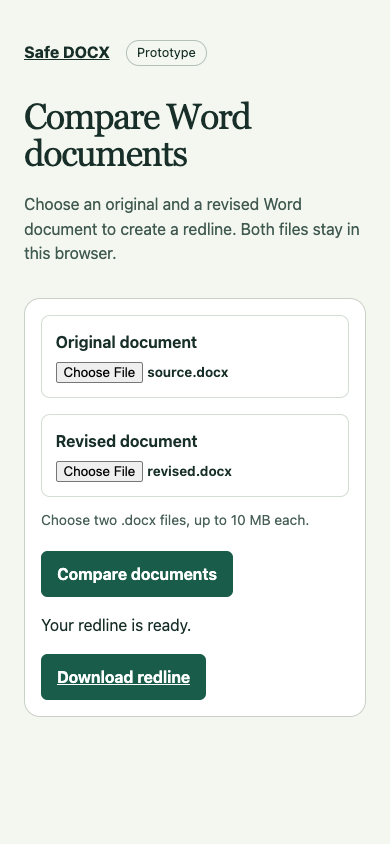 Safe DOCX
Prototype
Compare Word
documents
Choose an original and a revised Word
document to create a redline. Both files stay in
this browser.
Original document
Choose File source.docx
Revised document
Choose File revised.docx
Choose two .docx files, up to 10 MB each.
Compare documents
Your redline is ready.
Download redline